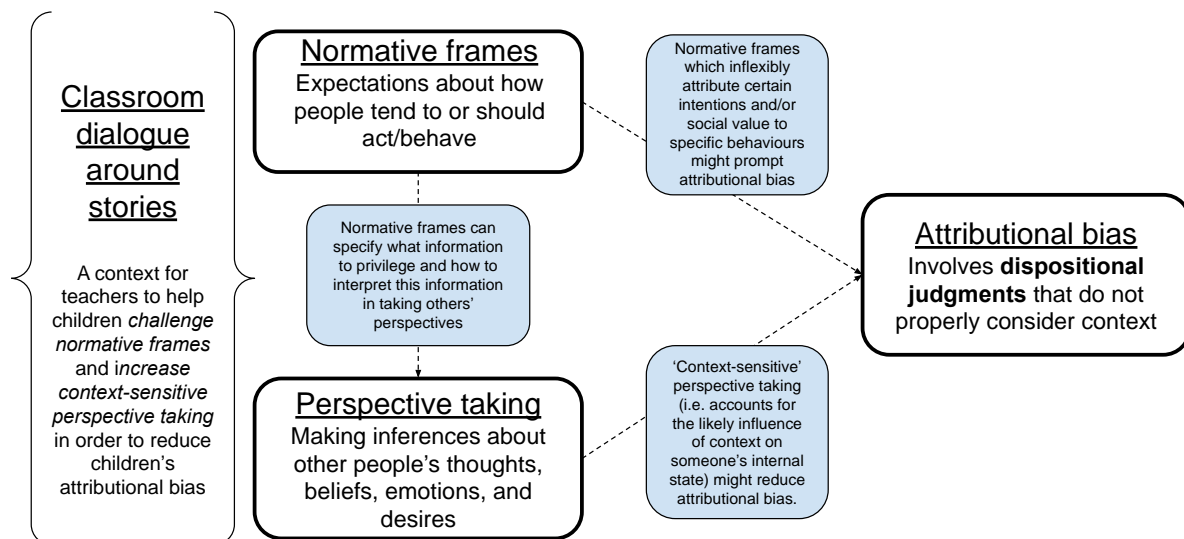 Classroom
dialogue
around
stories
A context for
teachers to help
children challenge
normative frames
and increase
context-sensitive
perspective taking
in order to reduce
children’s
attributional bias
Normative frames
Expectations about how
people tend to or should
act/behave
Normative frames can
specify what information
to privilege and how to
interpret this information
in taking others’
perspectives
Perspective taking
Making inferences about
other people’s thoughts,
beliefs, emotions, and
desires
Normative frames
which inflexibly
attribute certain
intentions and/or
social value to
specific behaviours
might prompt
attributional bias
‘Context-sensitive’
perspective taking
(i.e. accounts for
the likely influence
of context on
someone’s internal
state) might reduce
attributional bias.
Attributional bias
Involves dispositional
judgments that do not
properly consider context